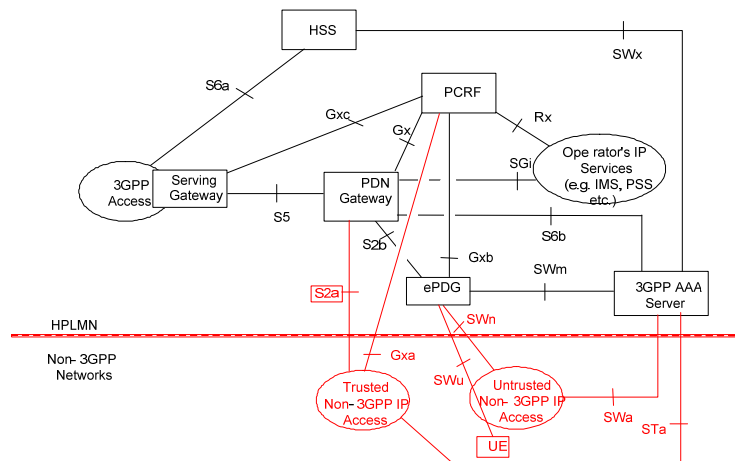 HSS
SWx
S6a
PCRF
Gxc
Gx
Rx
Ope rator's IP
Services
(e.g. IMS, PSS
etc.)
SGi
3GPP
Access
Serving
Gateway
PDN
Gateway
S5
S2b
S6b
Gxb
SWm
ePDG
3GPP AAA
Server
S2a
SWn
HPLMN
Non- 3GPP
Networks
Gxa
SWu
Trusted
Non- 3GPP IP
Access
Untrusted
Non- 3GPP IP
Access
SWa
STa
UE